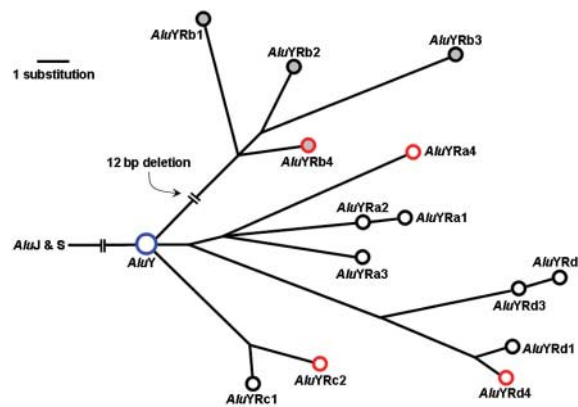 AluYRb1
AluYRb2
AluYRb3
1 substitution
AluYRb4
AluYRa4
12 bp deletion
AluYRa2
AluYRa1
AluJ & S
AluY
AluYRa3
AluYRd
AluYRd3
AluYRd1
AluYRc2
AluYRd4
AluYRc1